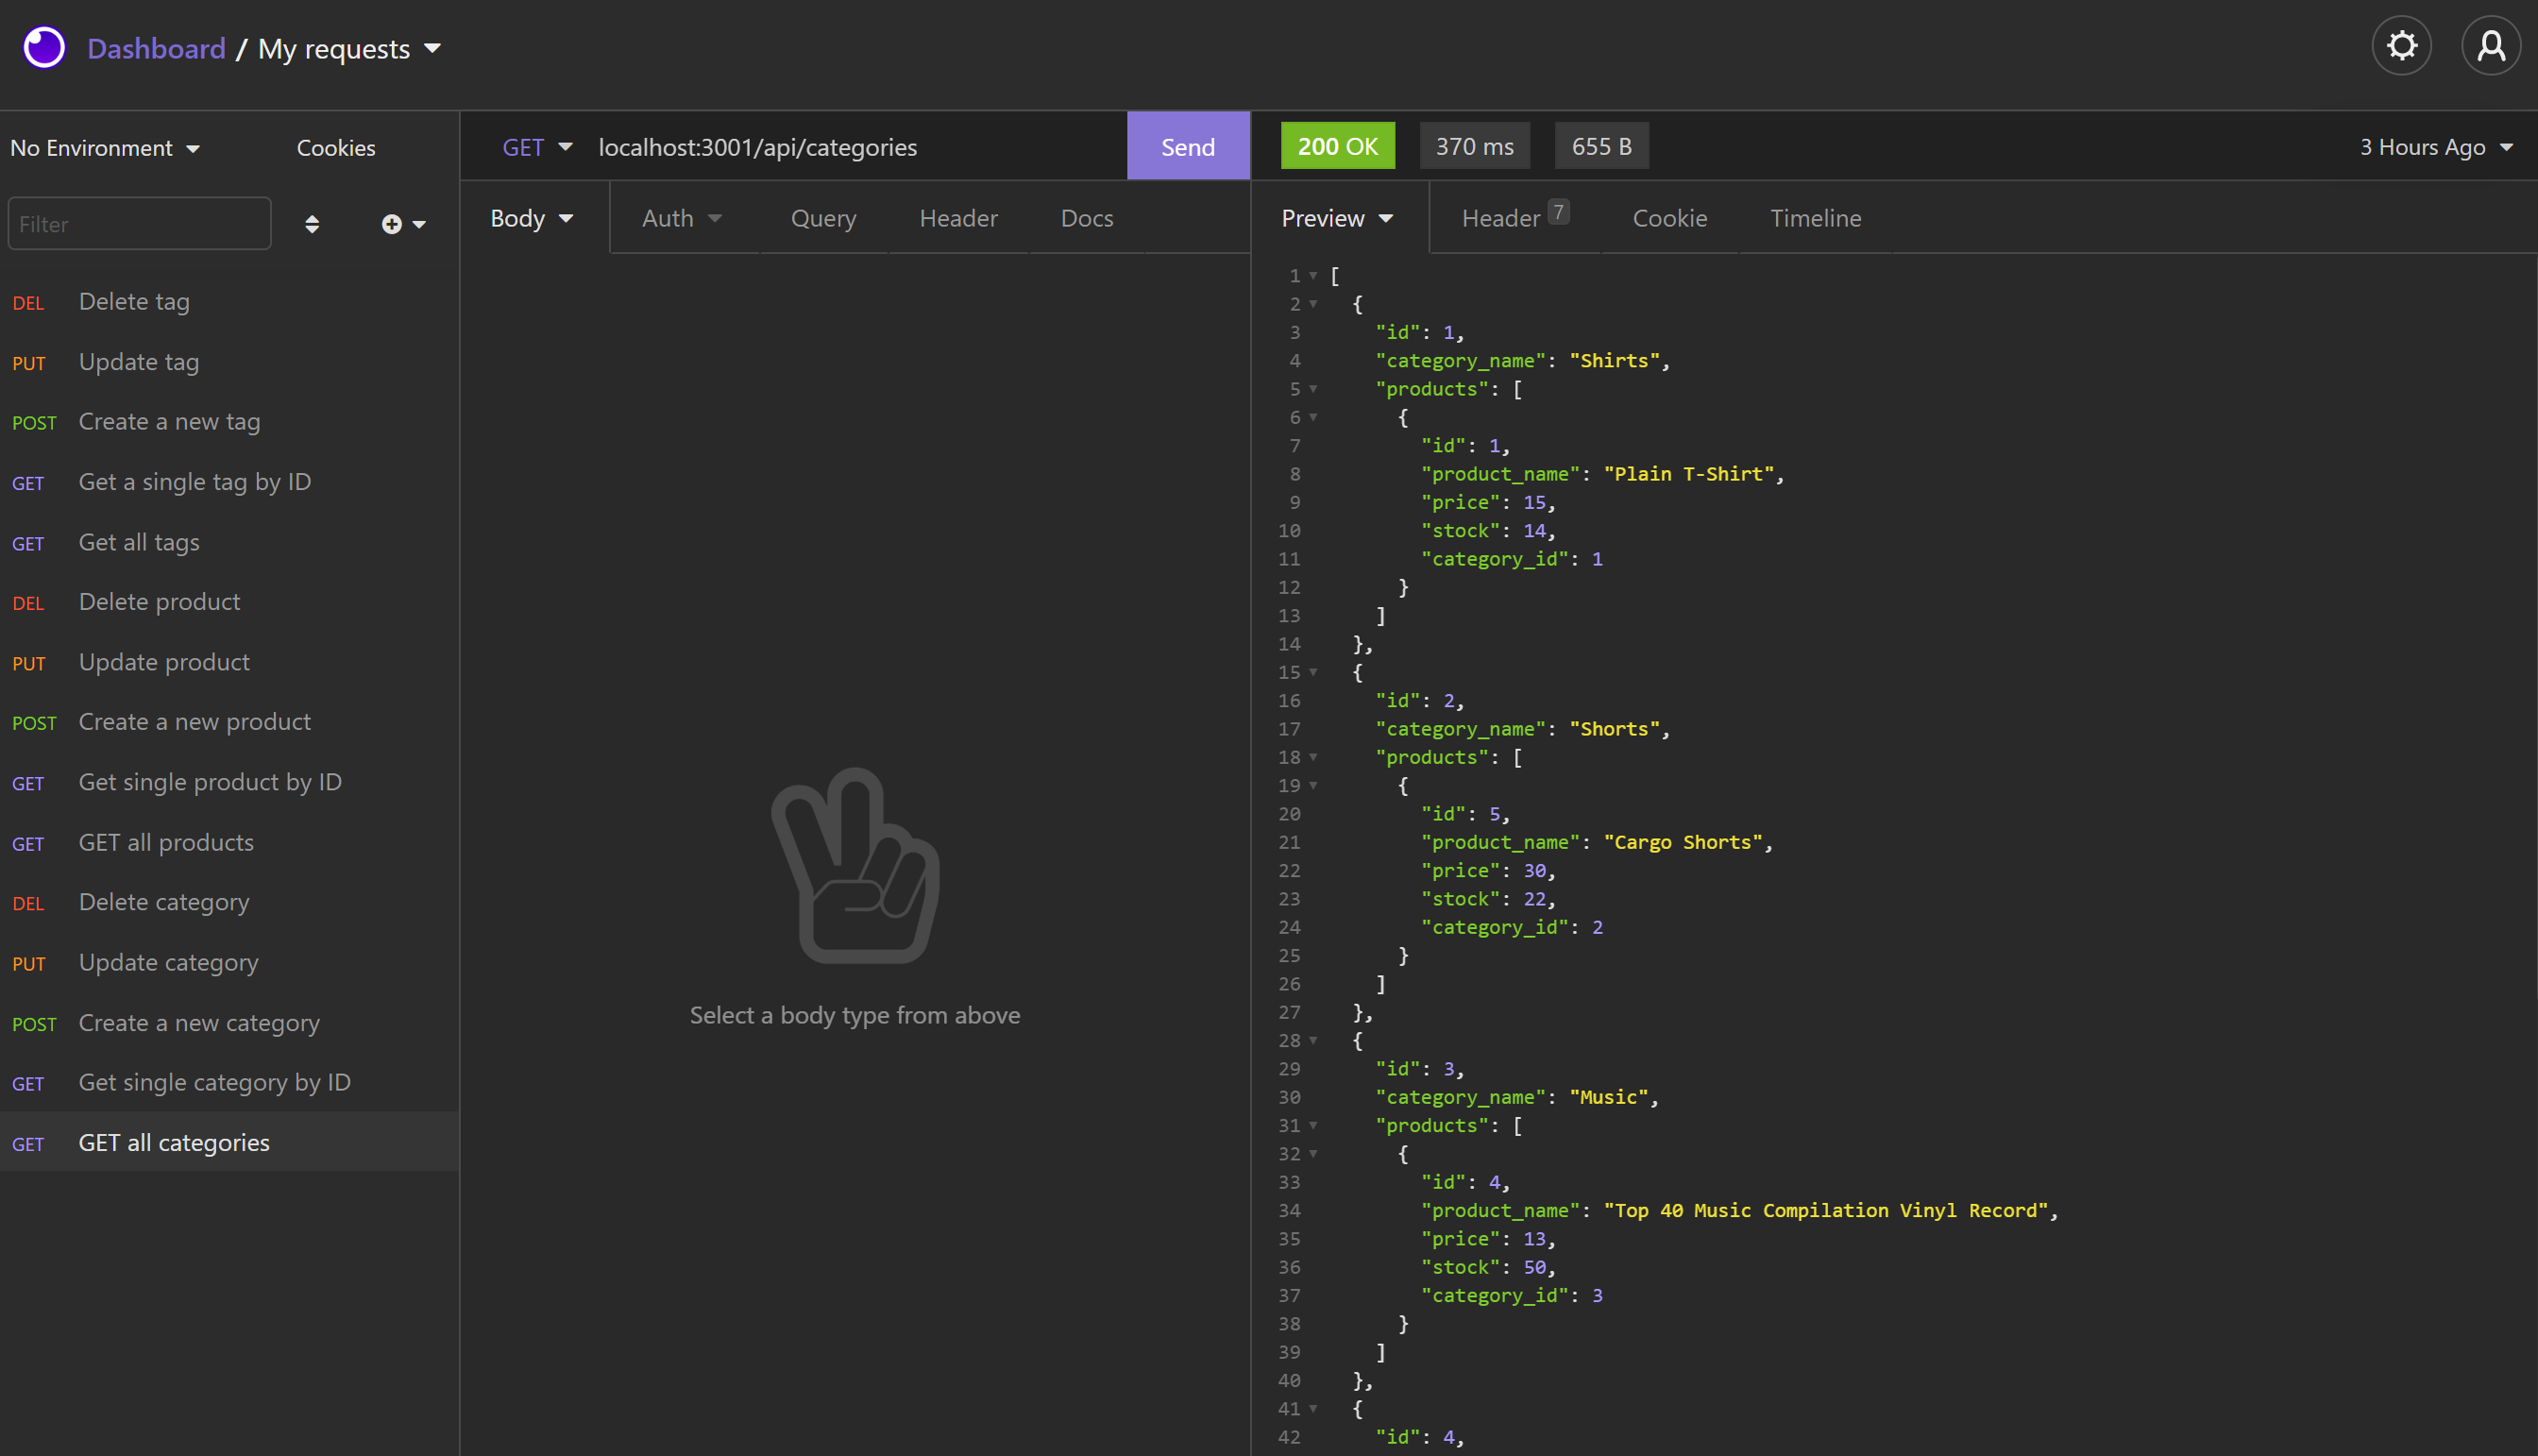 Dashboard / My requests
No Environment Cookies
Filter
DEL Delete tag
PUT Update tag
POST Create a new tag
GET Get a single tag by ID
GET Get all tags
DEL Delete product
PUT Update product
POST Create a new product
GET Get single product by ID
GET GET all products
DEL Delete category
PUT Update category
POST Create a new category
GET Get single category by ID
GET GET all categories
GET localhost:3001/api/categories Send
Body Auth Query Header Docs
Select a body type from above
200 OK 370 ms 655 B 3 Hours Ago
Preview Header 7 Cookie Timeline
1 [
2 {
3 "id": 1,
4 "category_name": "Shirts",
5 "products": [
6 {
7 "id": 1,
8 "product_name": "Plain T-Shirt",
9 "price": 15,
10 "stock": 14,
11 "category_id": 1
12 }
13 ]
14 },
15 {
16 "id": 2,
17 "category_name": "Shorts",
18 "products": [
19 {
20 "id": 5,
21 "product_name": "Cargo Shorts",
22 "price": 30,
23 "stock": 22,
24 "category_id": 2
25 }
26 ]
27 },
28 {
29 "id": 3,
30 "category_name": "Music",
31 "products": [
32 {
33 "id": 4,
34 "product_name": "Top 40 Music Compilation Vinyl Record",
35 "price": 13,
36 "stock": 50,
37 "category_id": 3
38 }
39 ]
40 },
41 {
42 "id": 4,